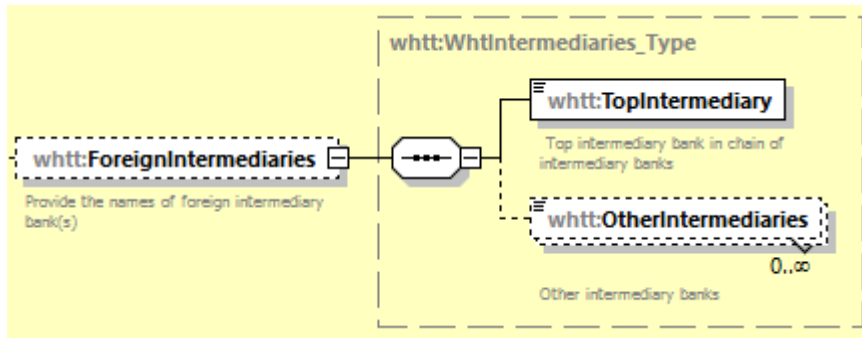 whtt:WhtIntermediaries_Type
whtt:TopIntermediary
Top intermediary bank in chain of
intermediary banks
whtt:ForeignIntermediaries
Provide the names of foreign intermediary
bank(s)
whtt:OtherIntermediaries
0..∞
Other intermediary banks